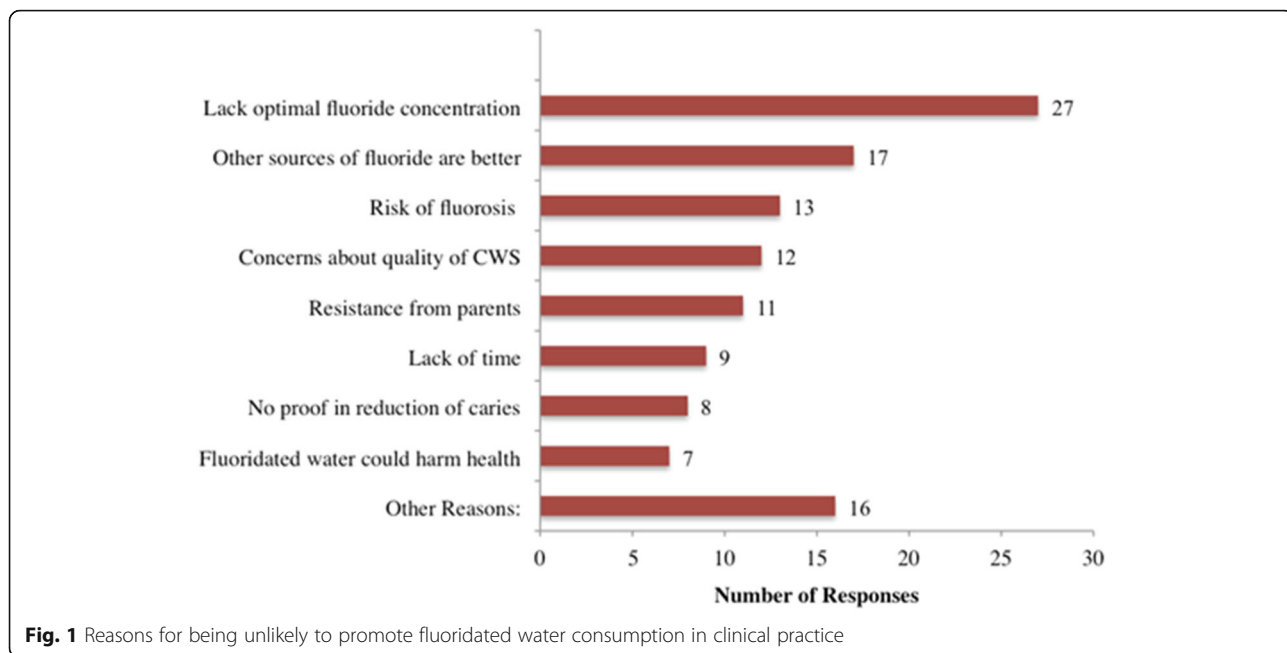 Lack optimal fluoride concentration 27
Other sources of fluoride are better 17
Risk of fluorosis 13
Concerns about quality of CWS 12
Resistance from parents 11
Lack of time 9
No proof in reduction of caries 8
Fluoridated water could harm health 7
Other Reasons: 16
0 5 10 15 20 25 30
Number of Responses
Fig. 1 Reasons for being unlikely to promote fluoridated water consumption in clinical practice